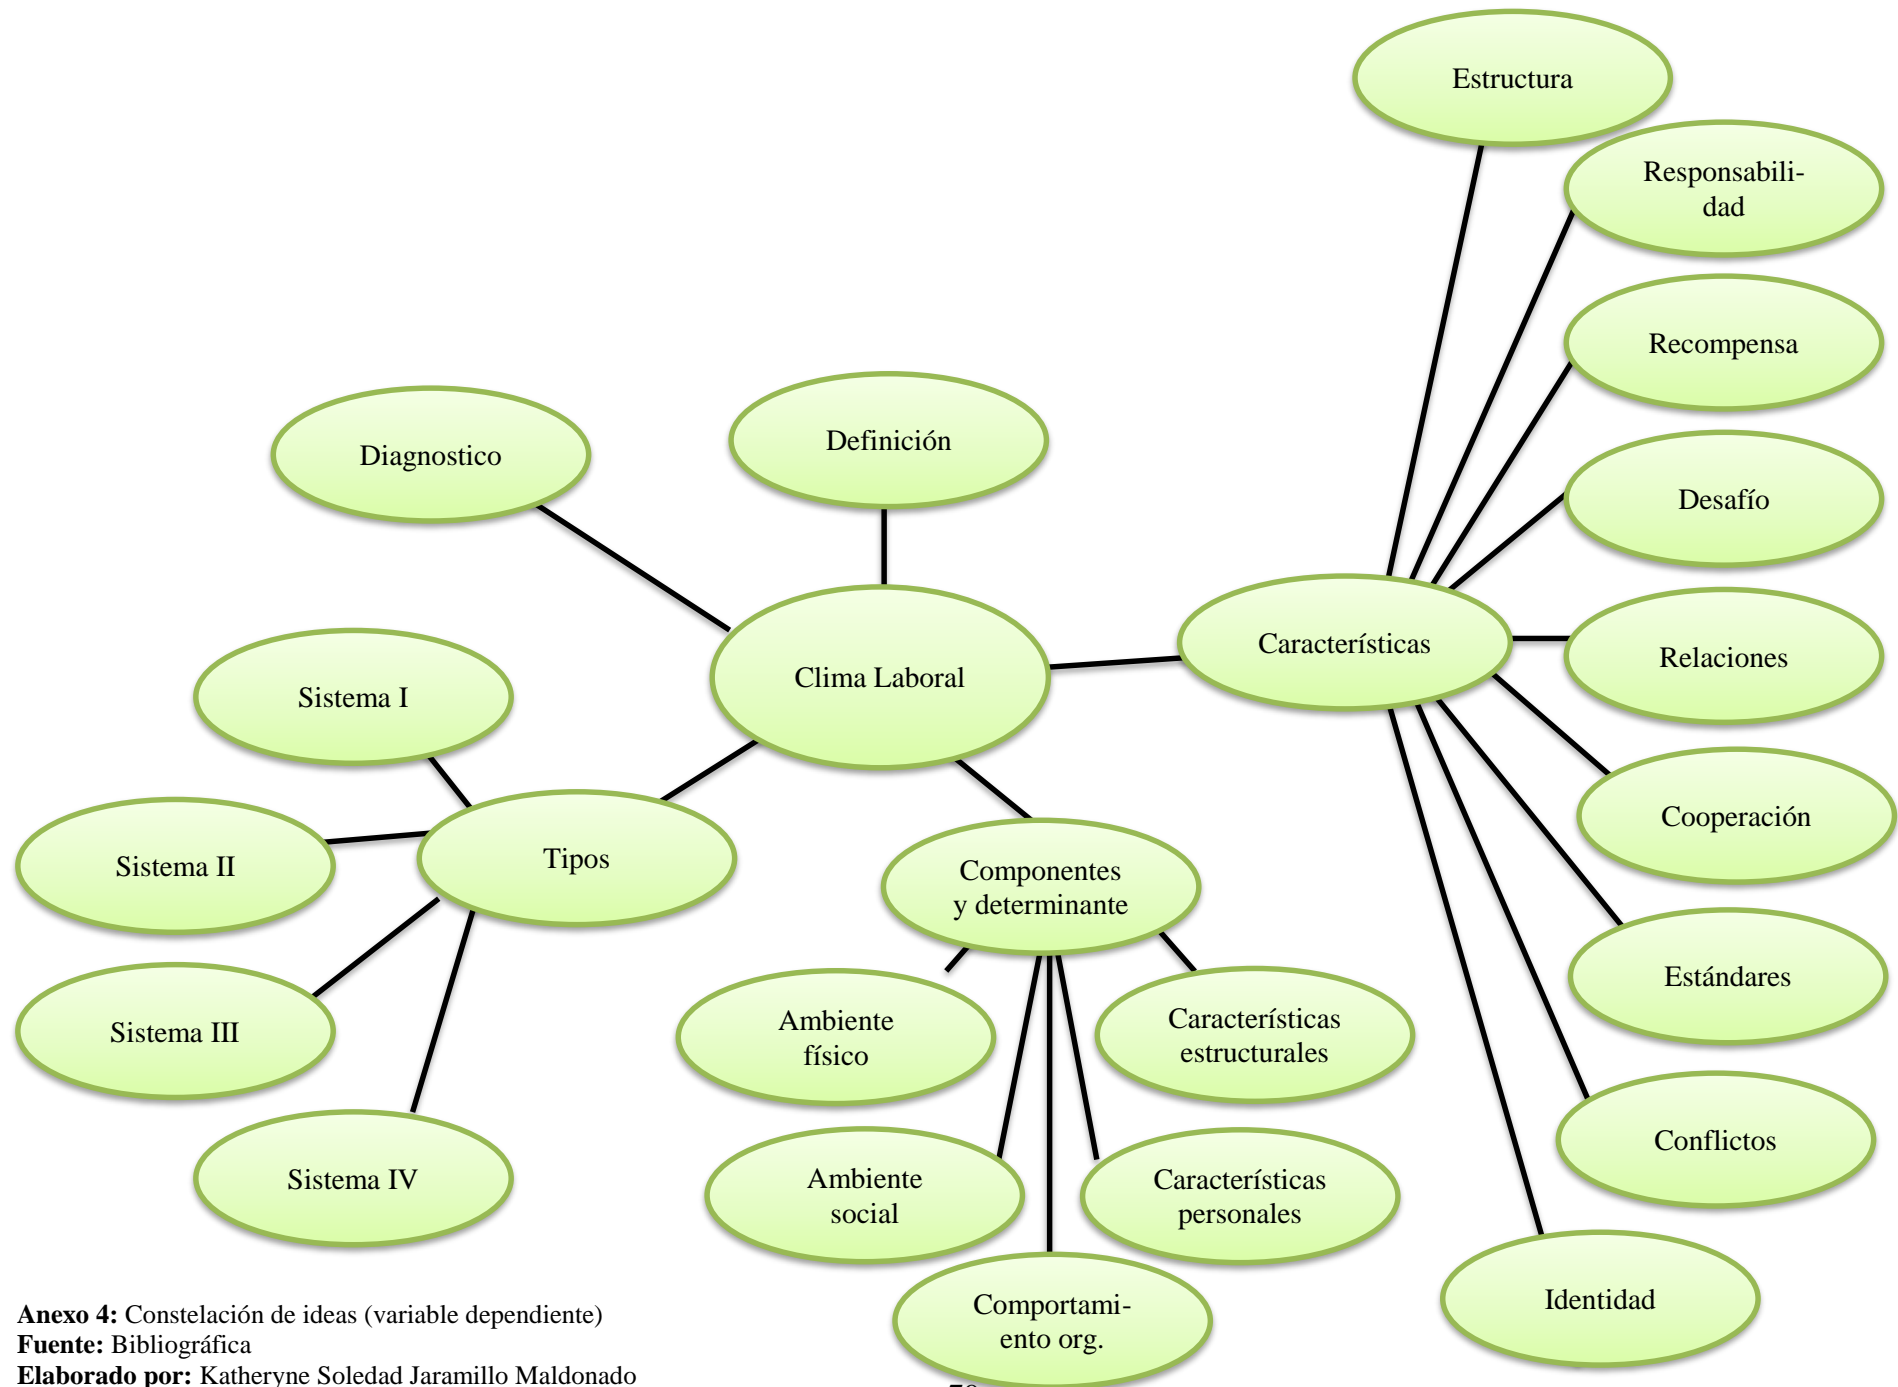 Estructura
Responsabili-
dad
Recompensa
Desafío
Relaciones
Cooperación
Estándares
Conflictos
Identidad
Características
Definición
Diagnostico
Clima Laboral
Sistema I
Sistema II
Sistema III
Sistema IV
Tipos
Componentes
y determinante
Ambiente
físico
Ambiente
social
Comportami-
ento org.
Características
personales
Características
estructurales
Anexo 4: Constelación de ideas (variable dependiente)
Fuente: Bibliográfica
Elaborado por: Katheryne Soledad Jaramillo Maldonado